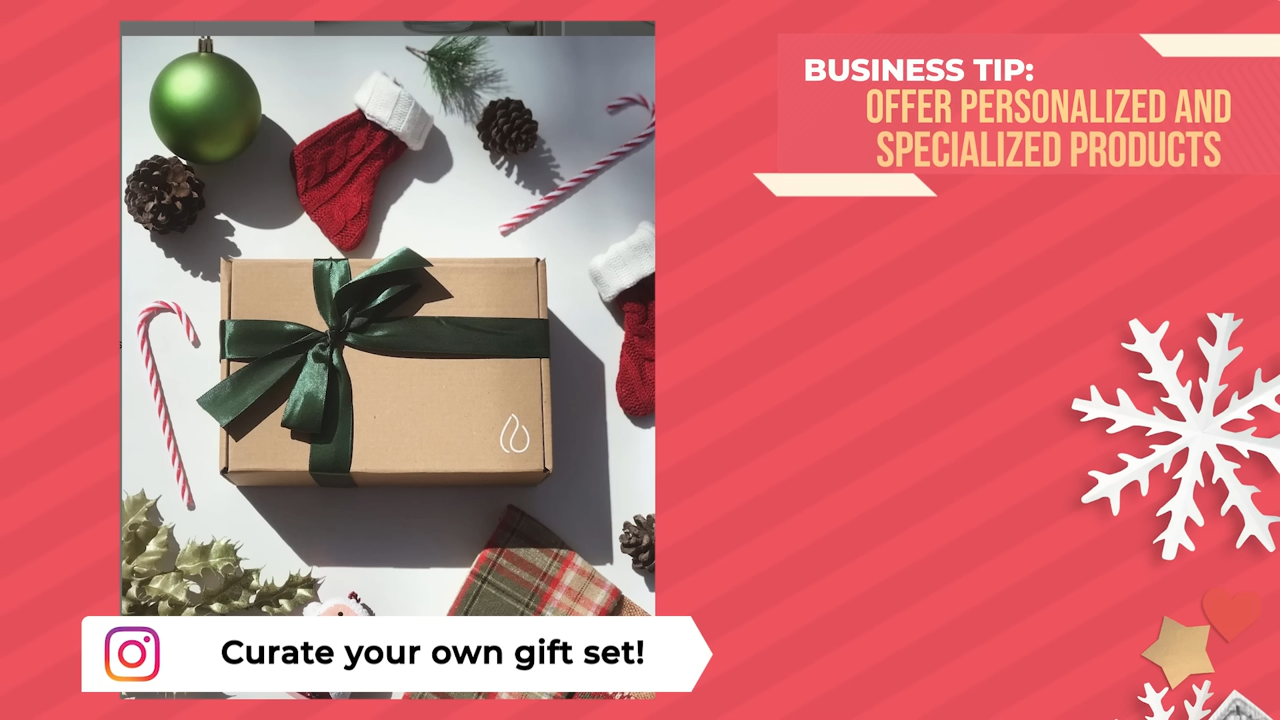 BUSINESS TIP:
OFFER PERSONALIZED AND
SPECIALIZED PRODUCTS
Curate your own gift set!